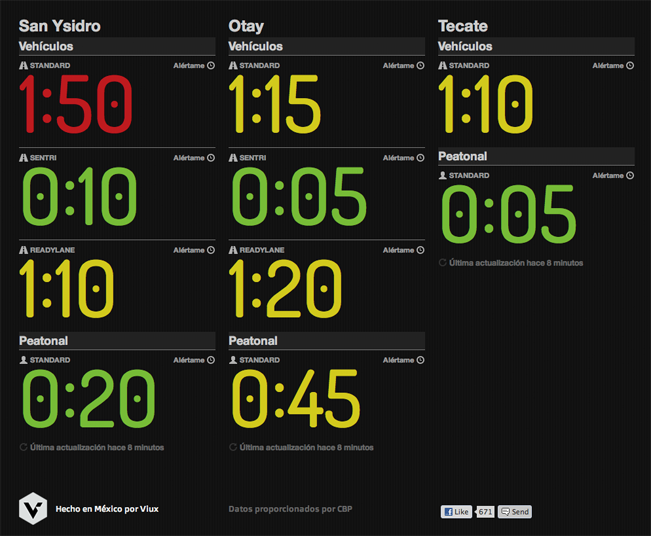 San Ysidro
Vehículos
STANDARD Alértame
1:50
SENTRI Alértame
0:10
READYLANE Alértame
1:10
Peatonal
STANDARD Alértame
0:20
Última actualización hace 8 minutos
Otay
Vehículos
STANDARD Alértame
1:15
SENTRI Alértame
0:05
READYLANE Alértame
1:20
Peatonal
STANDARD Alértame
0:45
Última actualización hace 8 minutos
Tecate
Vehículos
STANDARD Alértame
1:10
Peatonal
STANDARD Alértame
0:05
Última actualización hace 8 minutos
Hecho en México por Viux
Datos proporcionados por CBP
Like 671 Send